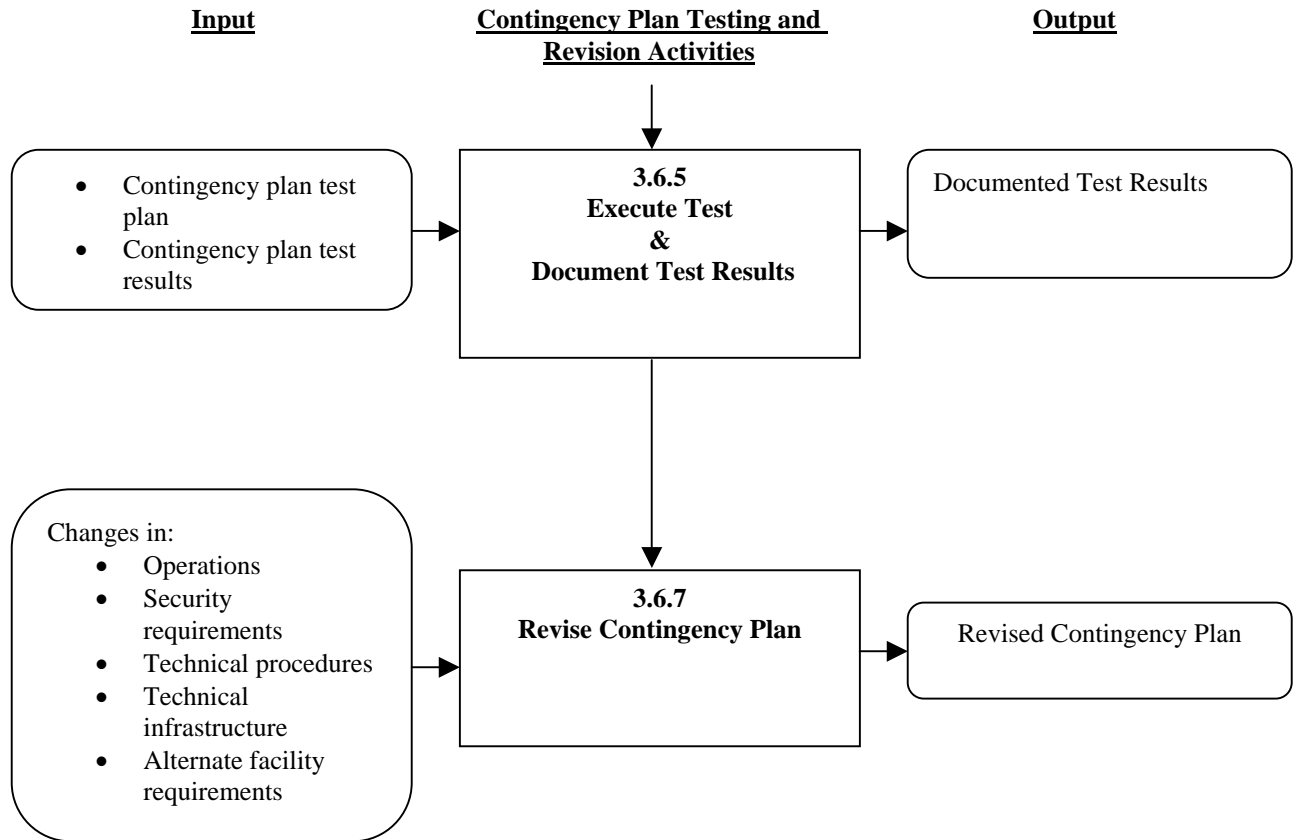 Input
Contingency Plan Testing and
Revision Activities
Output
• Contingency plan test
plan
• Contingency plan test
results
3.6.5
Execute Test
&
Document Test Results
Documented Test Results
Changes in:
• Operations
• Security
requirements
• Technical procedures
• Technical
infrastructure
• Alternate facility
requirements
3.6.7
Revise Contingency Plan
Revised Contingency Plan